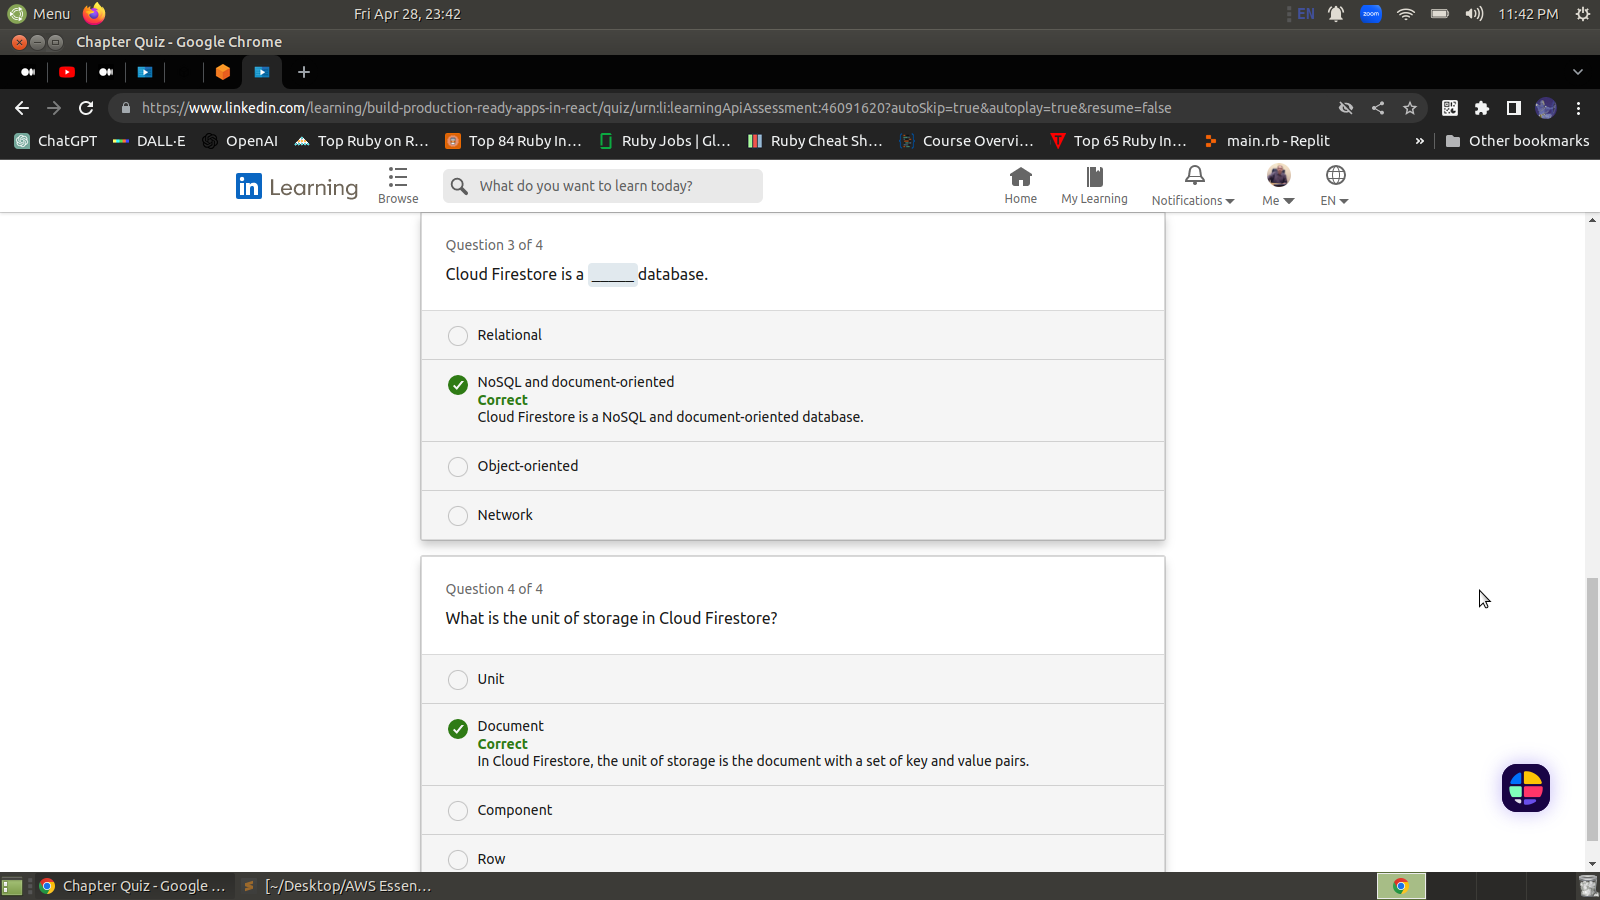 Menu
Fri Apr 28, 23:42
EN
zoom
11:42 PM
Chapter Quiz - Google Chrome
https://www.linkedin.com/learning/build-production-ready-apps-in-react/quiz/urn:li:learningApiAssessment:46091620?autoSkip=true&autoplay=true&resume=false
ChatGPT
DALL-E
OpenAI
Top Ruby on R...
Top 84 Ruby In...
Ruby Jobs | Gl...
Ruby Cheat Sh...
Course Overvi...
Top 65 Ruby In...
main.rb - Replit
»
Other bookmarks
in Learning
Browse
What do you want to learn today?
Home
My Learning
Notifications
Me
EN
Question 3 of 4
Cloud Firestore is a _____ database.
Relational
NoSQL and document-oriented
Correct
Cloud Firestore is a NoSQL and document-oriented database.
Object-oriented
Network
Question 4 of 4
What is the unit of storage in Cloud Firestore?
Unit
Document
Correct
In Cloud Firestore, the unit of storage is the document with a set of key and value pairs.
Component
Row
Chapter Quiz - Google ...
[~/Desktop/AWS Essen...